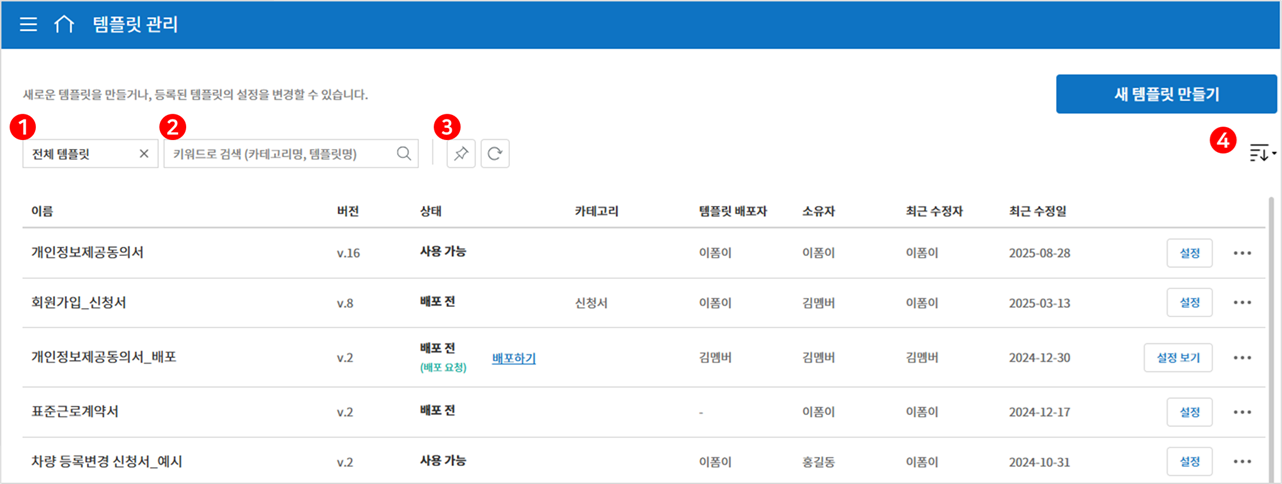 템플릿 관리
새로운 템플릿을 만들거나, 등록된 템플릿의 설정을 변경할 수 있습니다.
새 템플릿 만들기
1 2 3 4
전체 템플릿 키워드로 검색 (카테고리명, 템플릿명)
이름 버전 상태 카테고리 템플릿 배포자 소유자 최근 수정자 최근 수정일
개인정보제공동의서 v.16 사용 가능 이폼이 이폼이 이폼이 2025-08-28 설정
회원가입_신청서 v.8 배포 전 신청서 이폼이 김멤버 이폼이 2025-03-13 설정
개인정보제공동의서_배포 v.2 배포 전 (배포 요청) 배포하기 김멤버 김멤버 김멤버 2024-12-30 설정 보기
표준근로계약서 v.2 배포 전 - 이폼이 이폼이 2024-12-17 설정
차량 등록변경 신청서_예시 v.2 사용 가능 이폼이 홍길동 이폼이 2024-10-31 설정